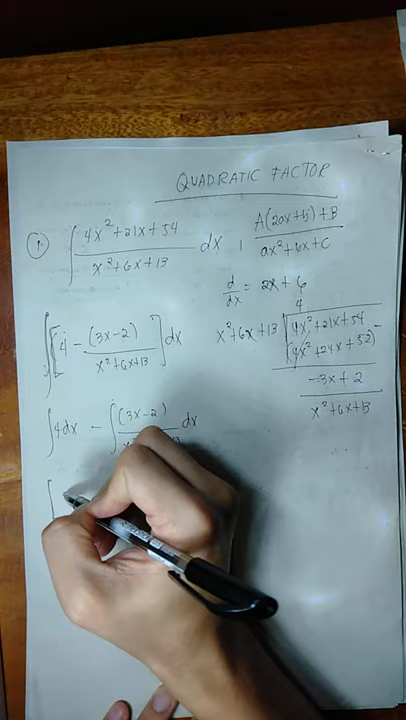 QUADRATIC FACTOR
① ∫ (4x² + 21x + 54)/(x² + 6x + 13) dx ; (A(2ax+b) + B)/(ax² + bx + c)
d/dx = 2x + 6
∫ [4 - (3x-2)/(x²+6x+13)] dx
4
x²+6x+13 √(4x² + 21x + 54)
-(4x² + 24x + 52)
-3x + 2
x² + 6x + 13
∫ 4dx - ∫ (3x-2) dx
∫